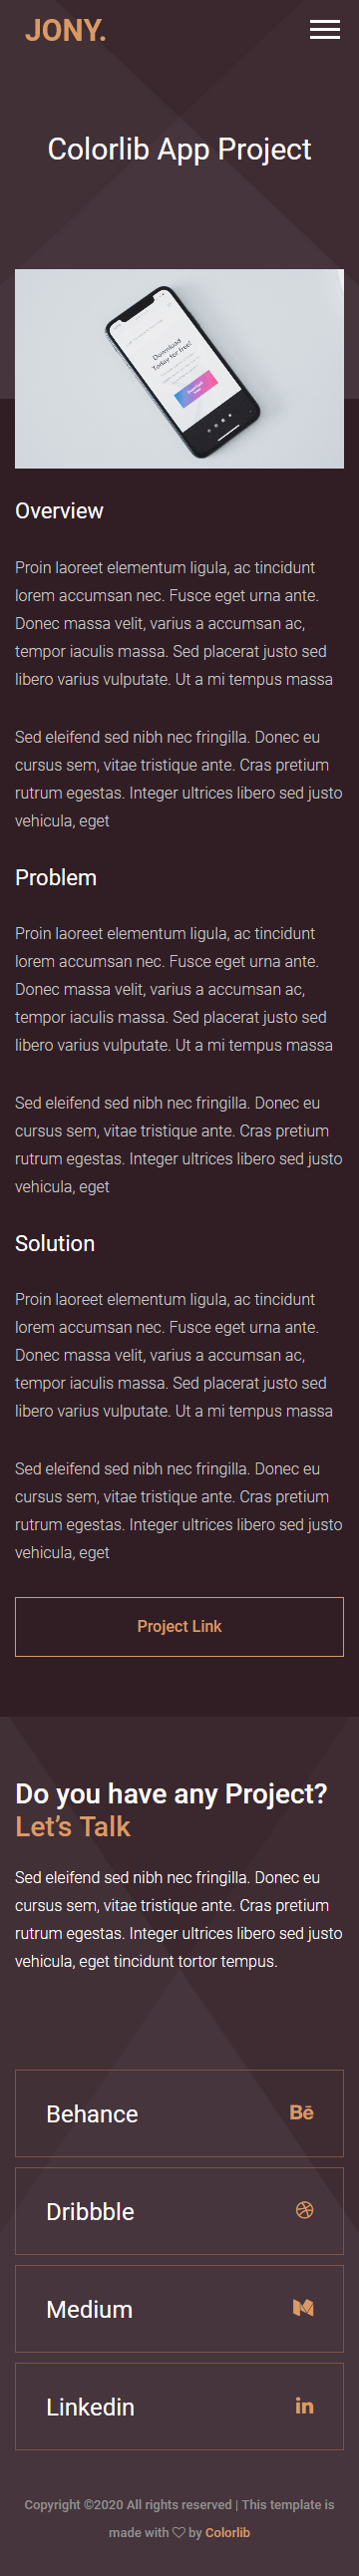 JONY.
Colorlib App Project
Download
Today for free!
Overview
Proin laoreet elementum ligula, ac tincidunt
lorem accumsan nec. Fusce eget urna ante.
Donec massa velit, varius a accumsan ac,
tempor iaculis massa. Sed placerat justo sed
libero varius vulputate. Ut a mi tempus massa
Sed eleifend sed nibh nec fringilla. Donec eu
cursus sem, vitae tristique ante. Cras pretium
rutrum egestas. Integer ultrices libero sed justo
vehicula, eget
Problem
Proin laoreet elementum ligula, ac tincidunt
lorem accumsan nec. Fusce eget urna ante.
Donec massa velit, varius a accumsan ac,
tempor iaculis massa. Sed placerat justo sed
libero varius vulputate. Ut a mi tempus massa
Sed eleifend sed nibh nec fringilla. Donec eu
cursus sem, vitae tristique ante. Cras pretium
rutrum egestas. Integer ultrices libero sed justo
vehicula, eget
Solution
Proin laoreet elementum ligula, ac tincidunt
lorem accumsan nec. Fusce eget urna ante.
Donec massa velit, varius a accumsan ac,
tempor iaculis massa. Sed placerat justo sed
libero varius vulputate. Ut a mi tempus massa
Sed eleifend sed nibh nec fringilla. Donec eu
cursus sem, vitae tristique ante. Cras pretium
rutrum egestas. Integer ultrices libero sed justo
vehicula, eget
Project Link
Do you have any Project?
Let's Talk
Sed eleifend sed nibh nec fringilla. Donec eu
cursus sem, vitae tristique ante. Cras pretium
rutrum egestas. Integer ultrices libero sed justo
vehicula, eget tincidunt tortor tempus.
Behance
Dribbble
Medium
Linkedin
Copyright ©2020 All rights reserved | This template is
made with ♡ by Colorlib